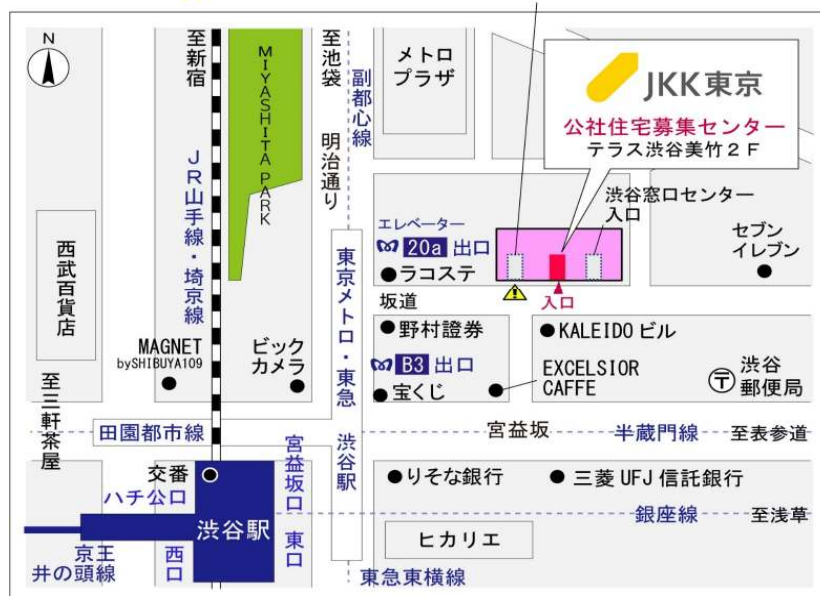 N
至新宿
MIYASHITA PARK
至池袋
明治通り
副都心線
メトロ
プラザ
JKK東京
公社住宅募集センター
テラス渋谷美竹2F
JR山手線・埼京線
西武百貨店
エレベーター
20a 出口
ラコステ
渋谷窓口センター
入口
セブン
イレブン
入口
坂道
東京メトロ・東急
渋谷駅
MAGNET
bySHIBUYA109
ビック
カメラ
野村證券
KALEIDO ビル
B3 出口
宝くじ
EXCELSIOR
CAFFE
〒
渋谷
郵便局
至三軒茶屋
田園都市線
宮益坂
半蔵門線
至表参道
交番
ハチ公口
宮益坂口
りそな銀行
三菱 UFJ 信託銀行
渋谷駅
銀座線
至浅草
京王
井の頭線
西口
東口
ヒカリエ
東急東横線